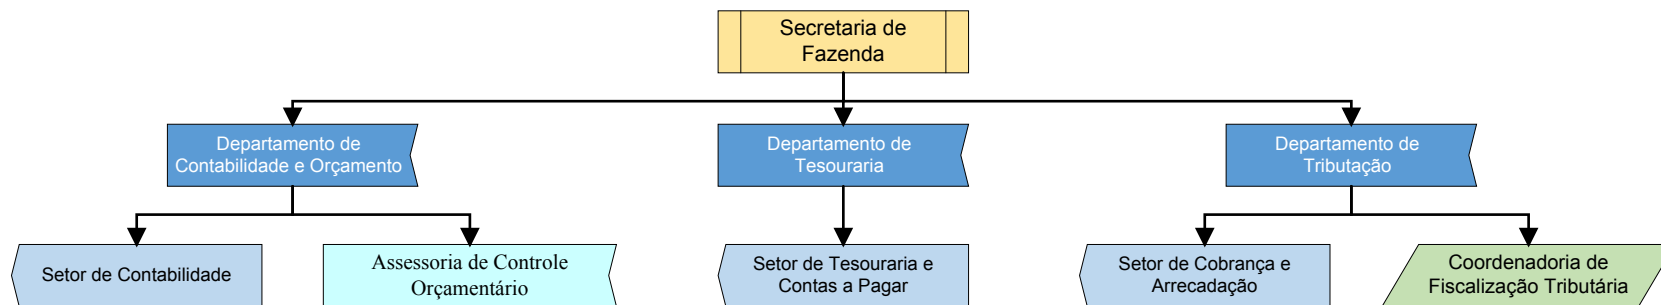 Secretaria de
Fazenda
Departamento de
Contabilidade e Orçamento
Departamento de
Tesouraria
Departamento de
Tributação
Setor de Contabilidade
Assessoria de Controle
Orçamentário
Setor de Tesouraria e
Contas a Pagar
Setor de Cobrança e
Arrecadação
Coordenadoria de
Fiscalização Tributária